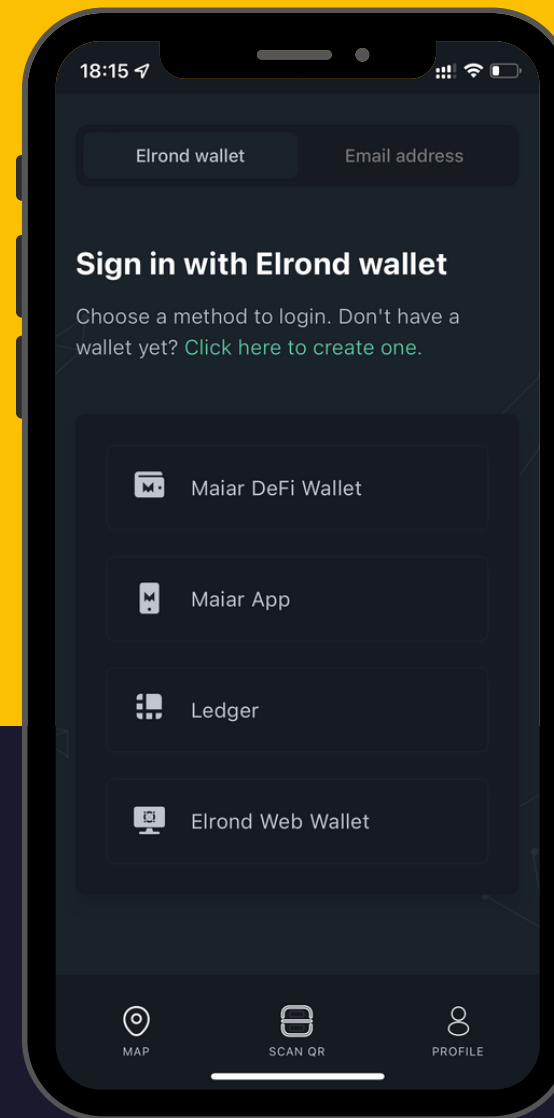 18:15
Elrond wallet Email address
Sign in with Elrond wallet
Choose a method to login. Don't have a
wallet yet? Click here to create one.
Maiar DeFi Wallet
Maiar App
Ledger
Elrond Web Wallet
MAP SCAN QR PROFILE